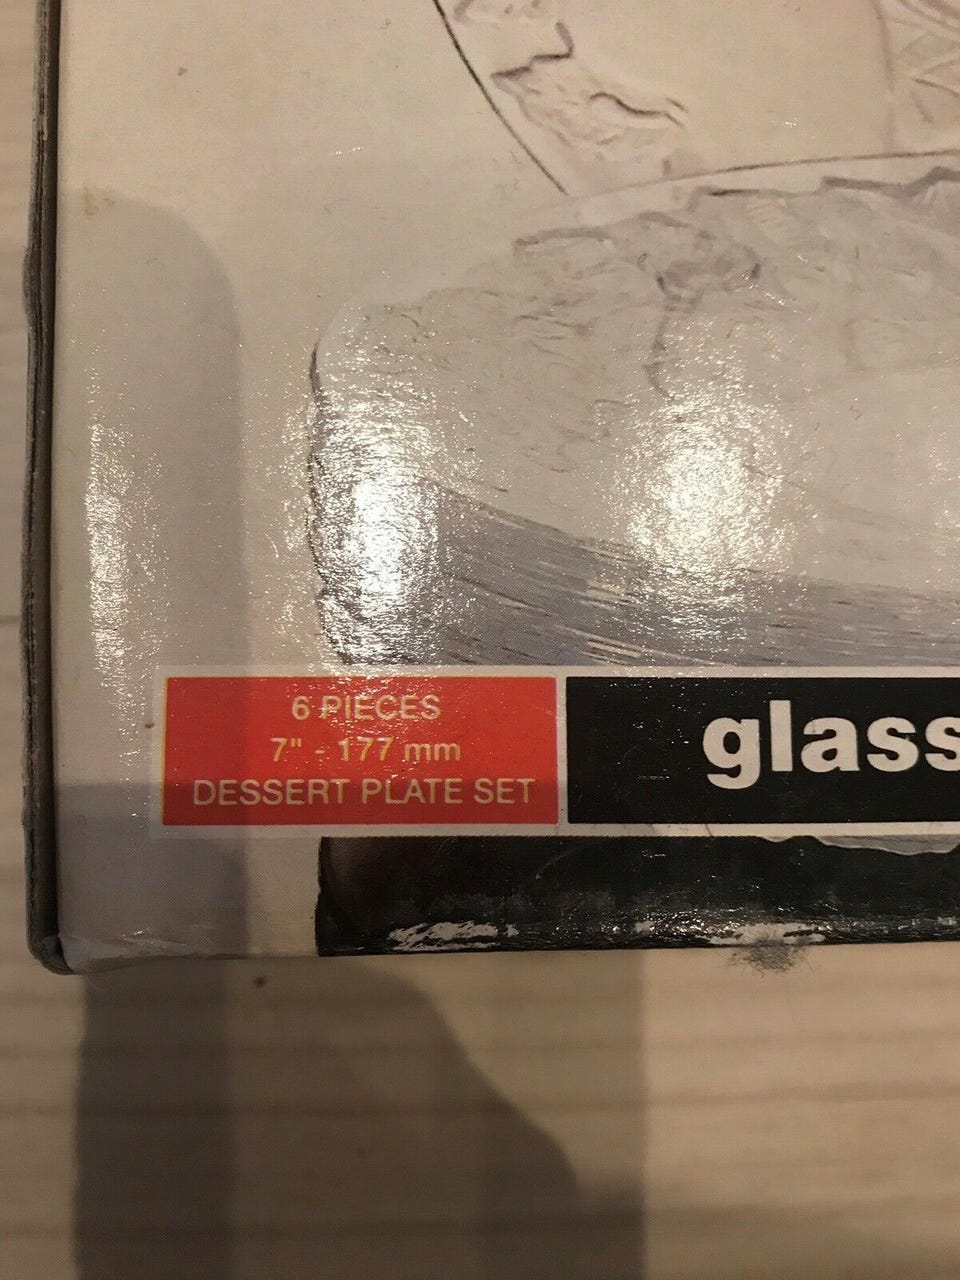 6 PIECES
7" - 177 mm
DESSERT PLATE SET
glass